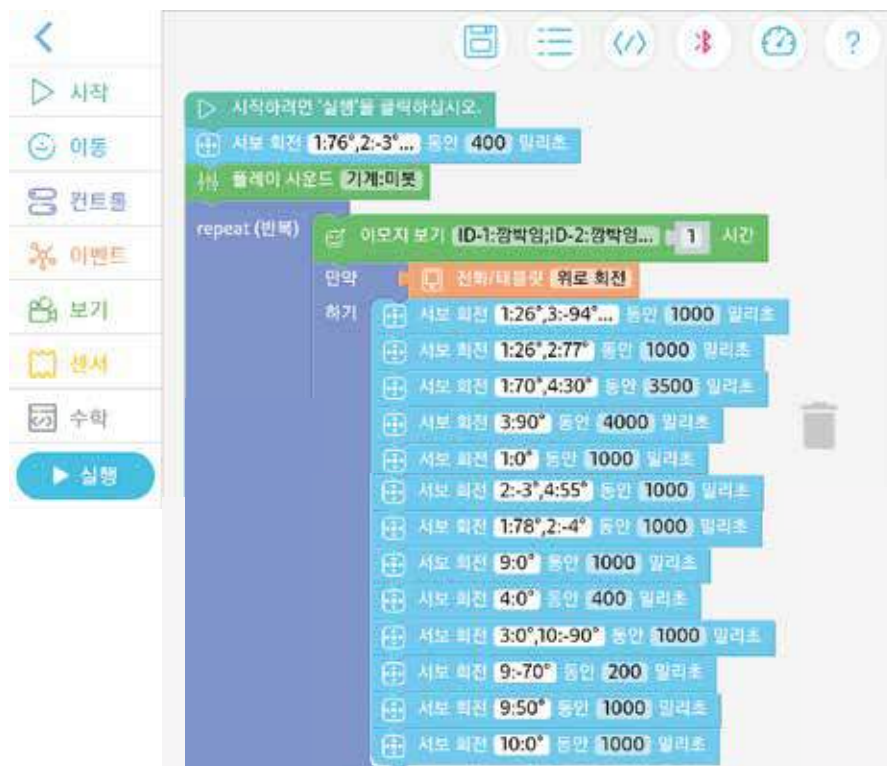 시작
이동
컨트롤
이벤트
보기
센서
수학
실행
시작하려면 '실행'을 클릭하십시오.
서보 회전 1:76°,2:-3°... 동안 400 밀리초
플레이 사운드 기계:미봇
repeat (반복)
이모지 보기 ID-1:깜박임;ID-2:깜박임... 1 시간
만약 전화/태블릿 위로 회전
하기 서보 회전 1:26°,3:-94°... 동안 1000 밀리초
서보 회전 1:26°,2:77° 동안 1000 밀리초
서보 회전 1:70°,4:30° 동안 3500 밀리초
서보 회전 3:90° 동안 4000 밀리초
서보 회전 1:0° 동안 1000 밀리초
서보 회전 2:-3°,4:55° 동안 1000 밀리초
서보 회전 1:78°,2:-4° 동안 1000 밀리초
서보 회전 9:0° 동안 1000 밀리초
서보 회전 4:0° 동안 400 밀리초
서보 회전 3:0°,10:-90° 동안 1000 밀리초
서보 회전 9:-70° 동안 200 밀리초
서보 회전 9:50° 동안 1000 밀리초
서보 회전 10:0° 동안 1000 밀리초